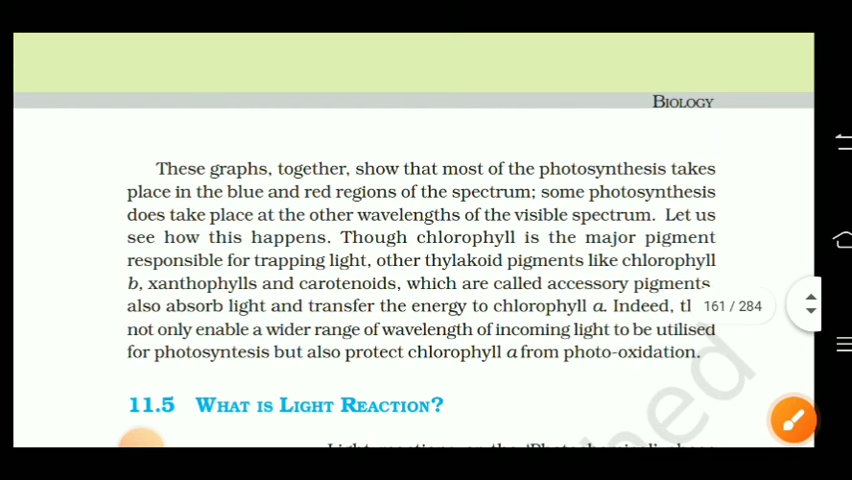 BIOLOGY
These graphs, together, show that most of the photosynthesis takes
place in the blue and red regions of the spectrum; some photosynthesis
does take place at the other wavelengths of the visible spectrum. Let us
see how this happens. Though chlorophyll is the major pigment
responsible for trapping light, other thylakoid pigments like chlorophyll
b, xanthophylls and carotenoids, which are called accessory pigments
also absorb light and transfer the energy to chlorophyll a. Indeed,
161 / 284
not only enable a wider range of wavelength of incoming light to be utilised
for photosyntesis but also protect chlorophyll a from photo-oxidation.
11.5 WHAT IS LIGHT REACTION?